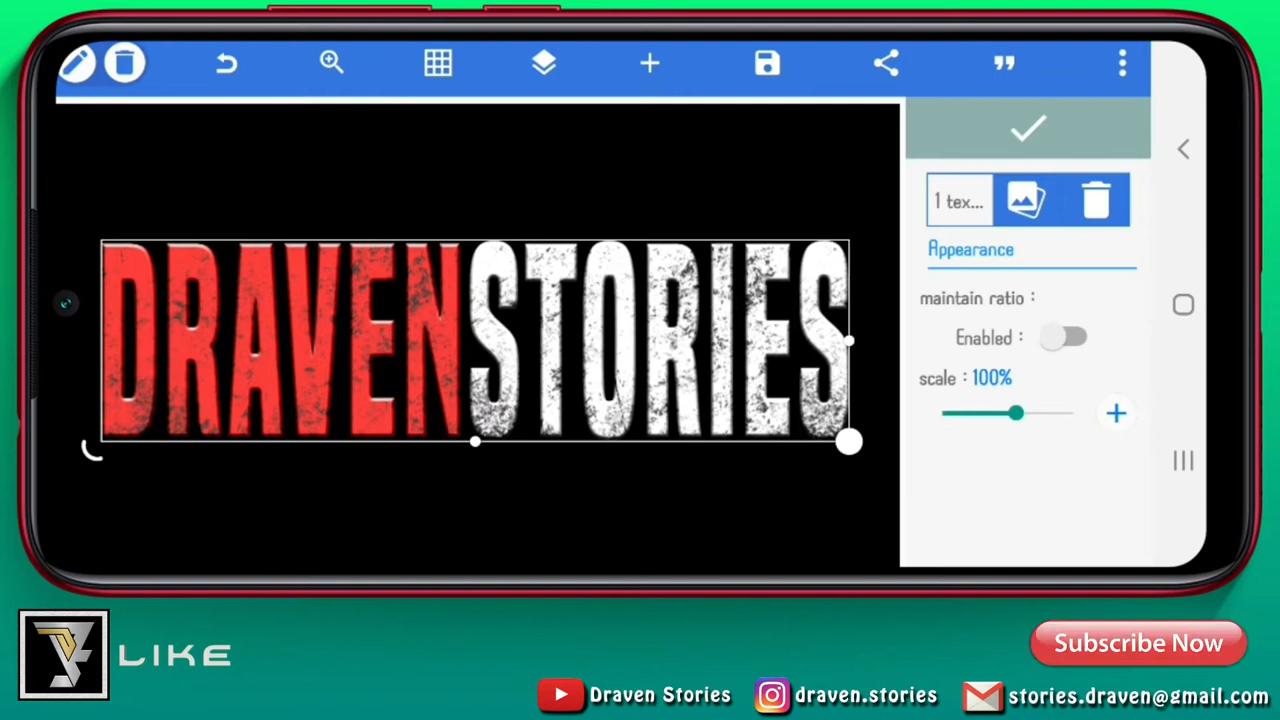 1 tex...
Appearance
maintain ratio :
Enabled :
scale : 100%
DRAVENSTORIES
LIKE
Subscribe Now
Draven Stories
draven.stories
stories.draven@gmail.com